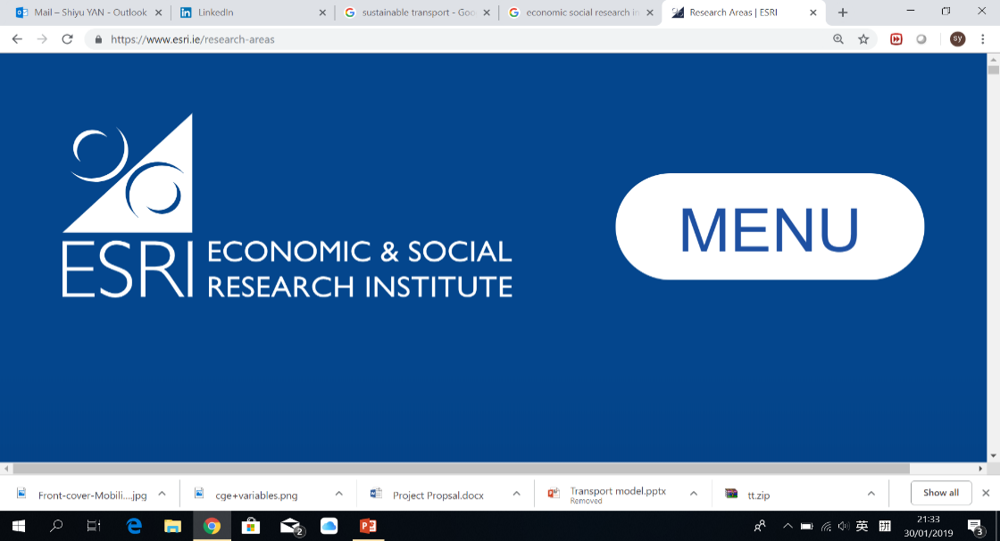 Mail – Shiyu YAN - Outlook
LinkedIn
sustainable transport - Goo
economic social research in
Research Areas | ESRI
https://www.esri.ie/research-areas
sy
MENU
ESRI ECONOMIC & SOCIAL
RESEARCH INSTITUTE
Front-cover-Mobili....jpg
cge+variables.png
Project Propsal.docx
Transport model.pptx
Removed
tt.zip
Show all
2
英
拼
21:33
30/01/2019
3